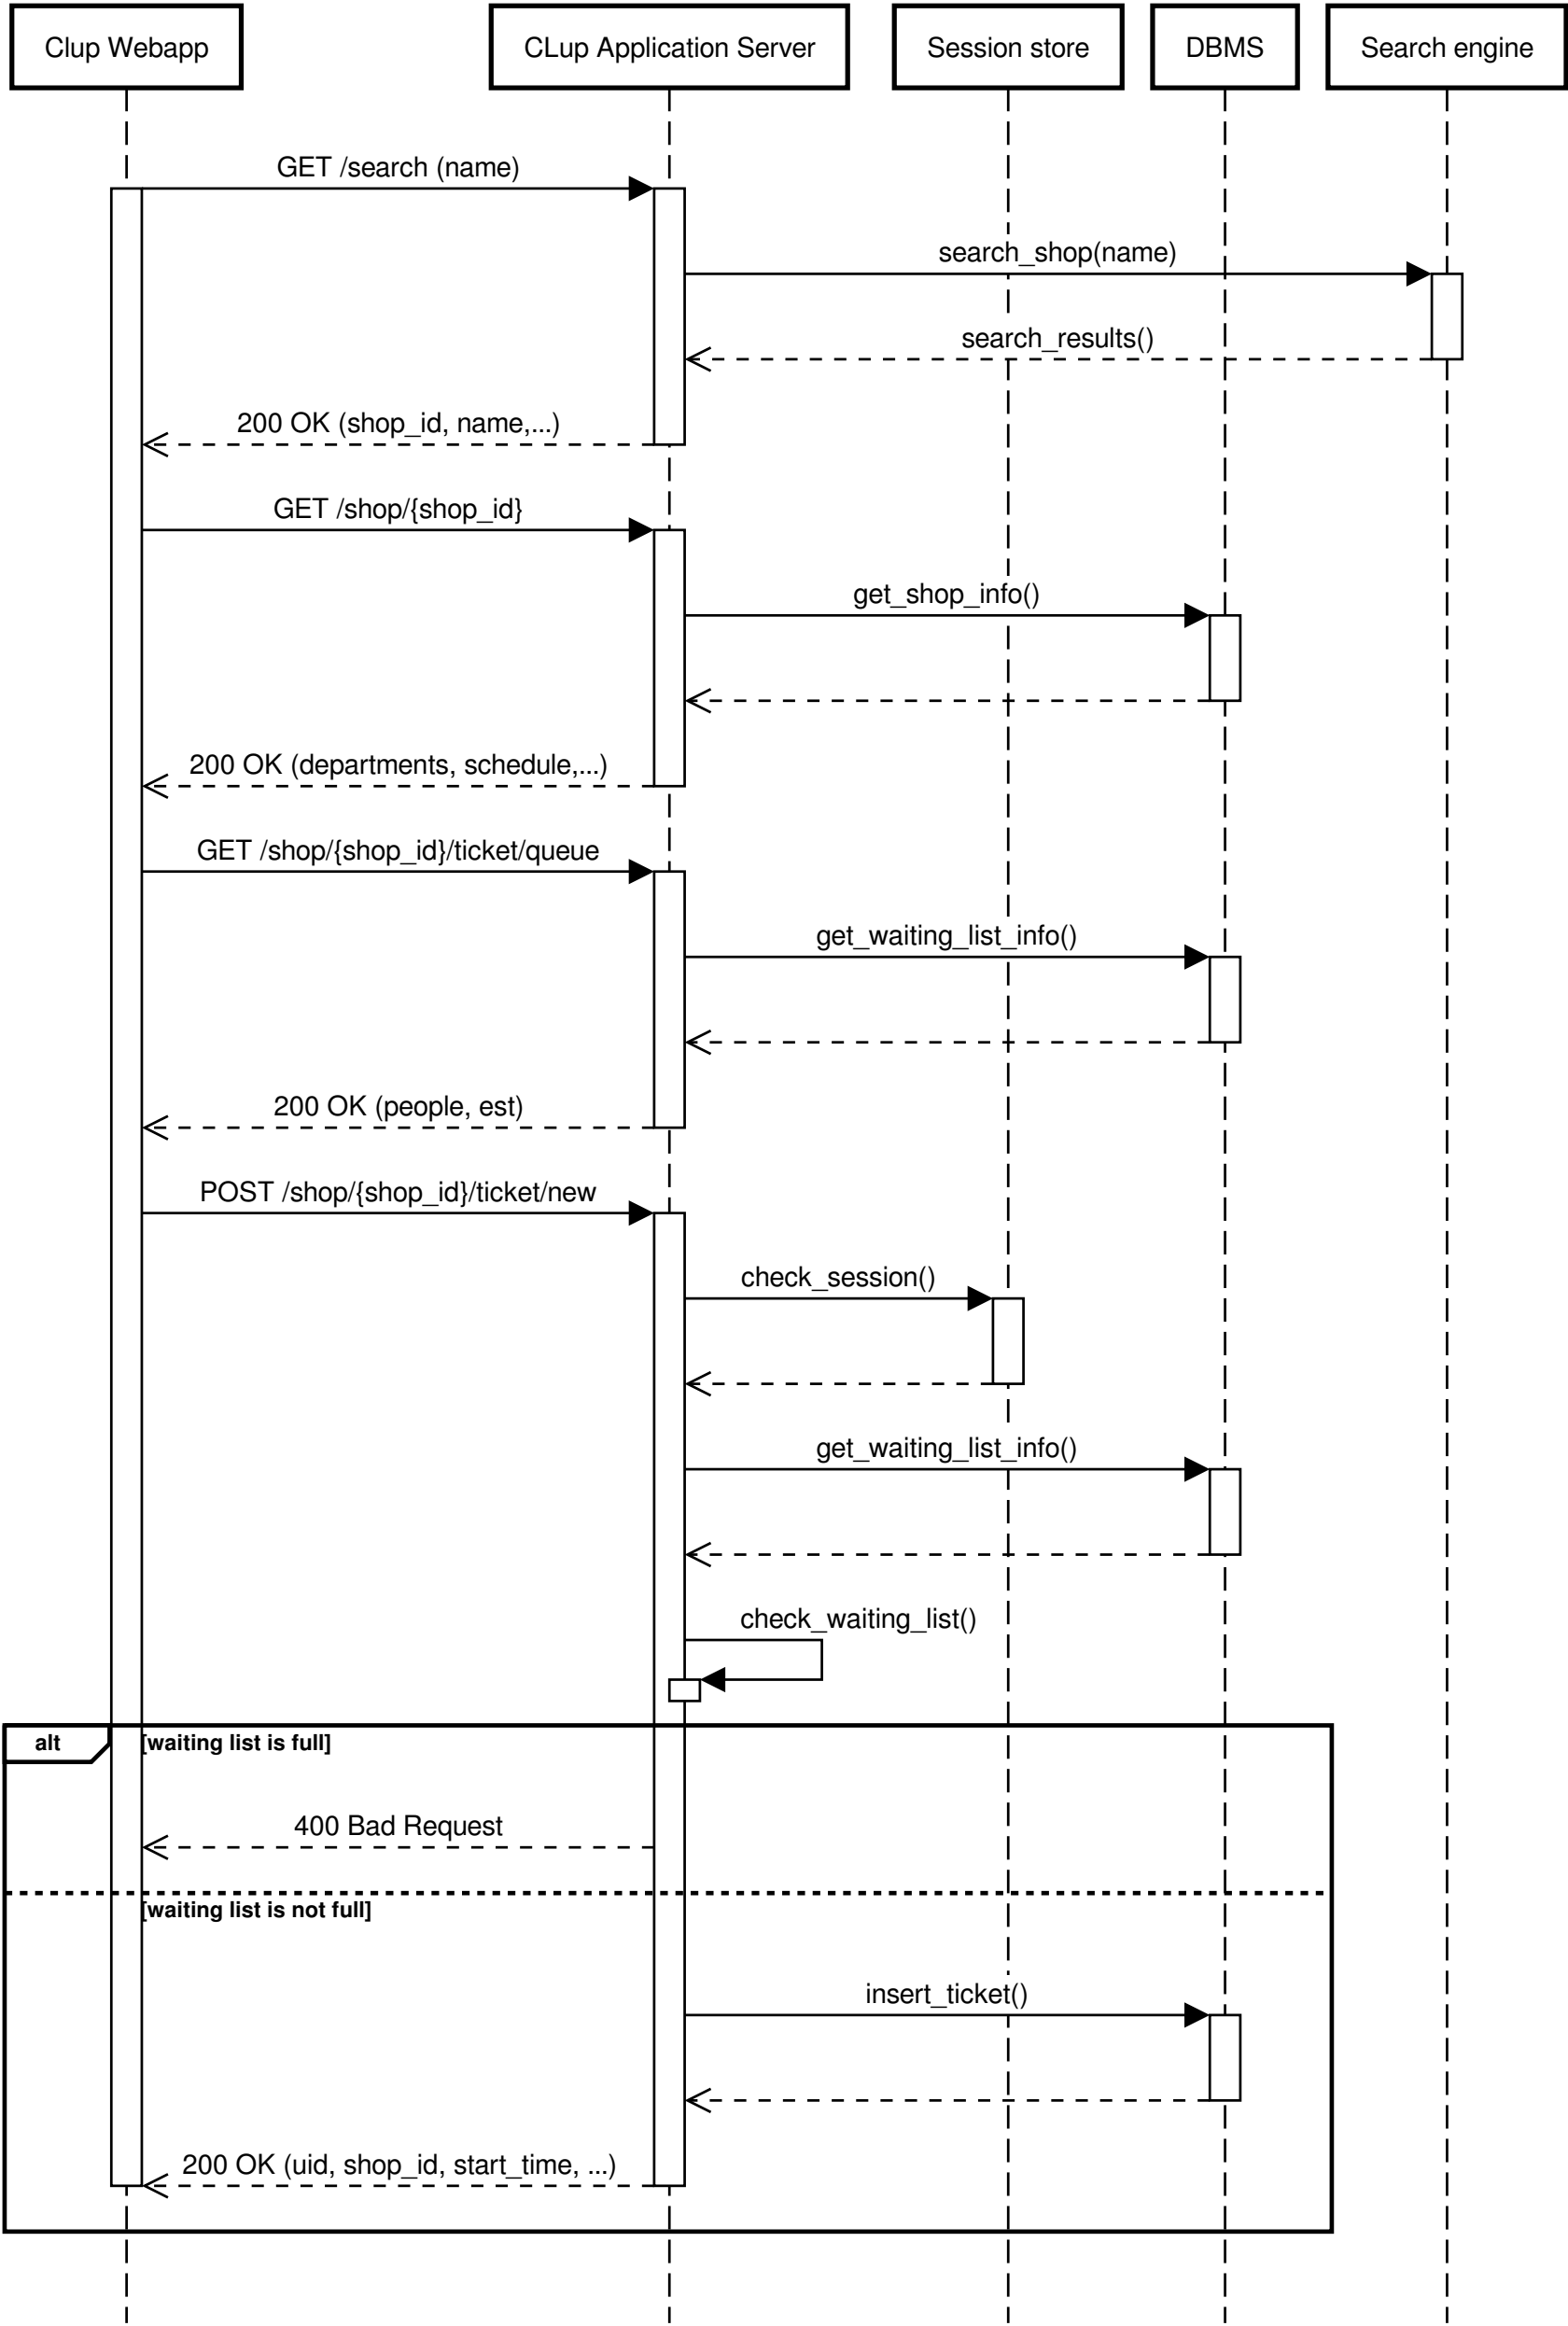 Clup Webapp
CLup Application Server
Session store
DBMS
Search engine
GET /search (name)
search_shop(name)
search_results()
200 OK (shop_id, name,...)
GET /shop/{shop_id}
get_shop_info()
200 OK (departments, schedule,...)
GET /shop/{shop_id}/ticket/queue
get_waiting_list_info()
200 OK (people, est)
POST /shop/{shop_id}/ticket/new
check_session()
get_waiting_list_info()
check_waiting_list()
alt
[waiting list is full]
400 Bad Request
[waiting list is not full]
insert_ticket()
200 OK (uid, shop_id, start_time, ...)